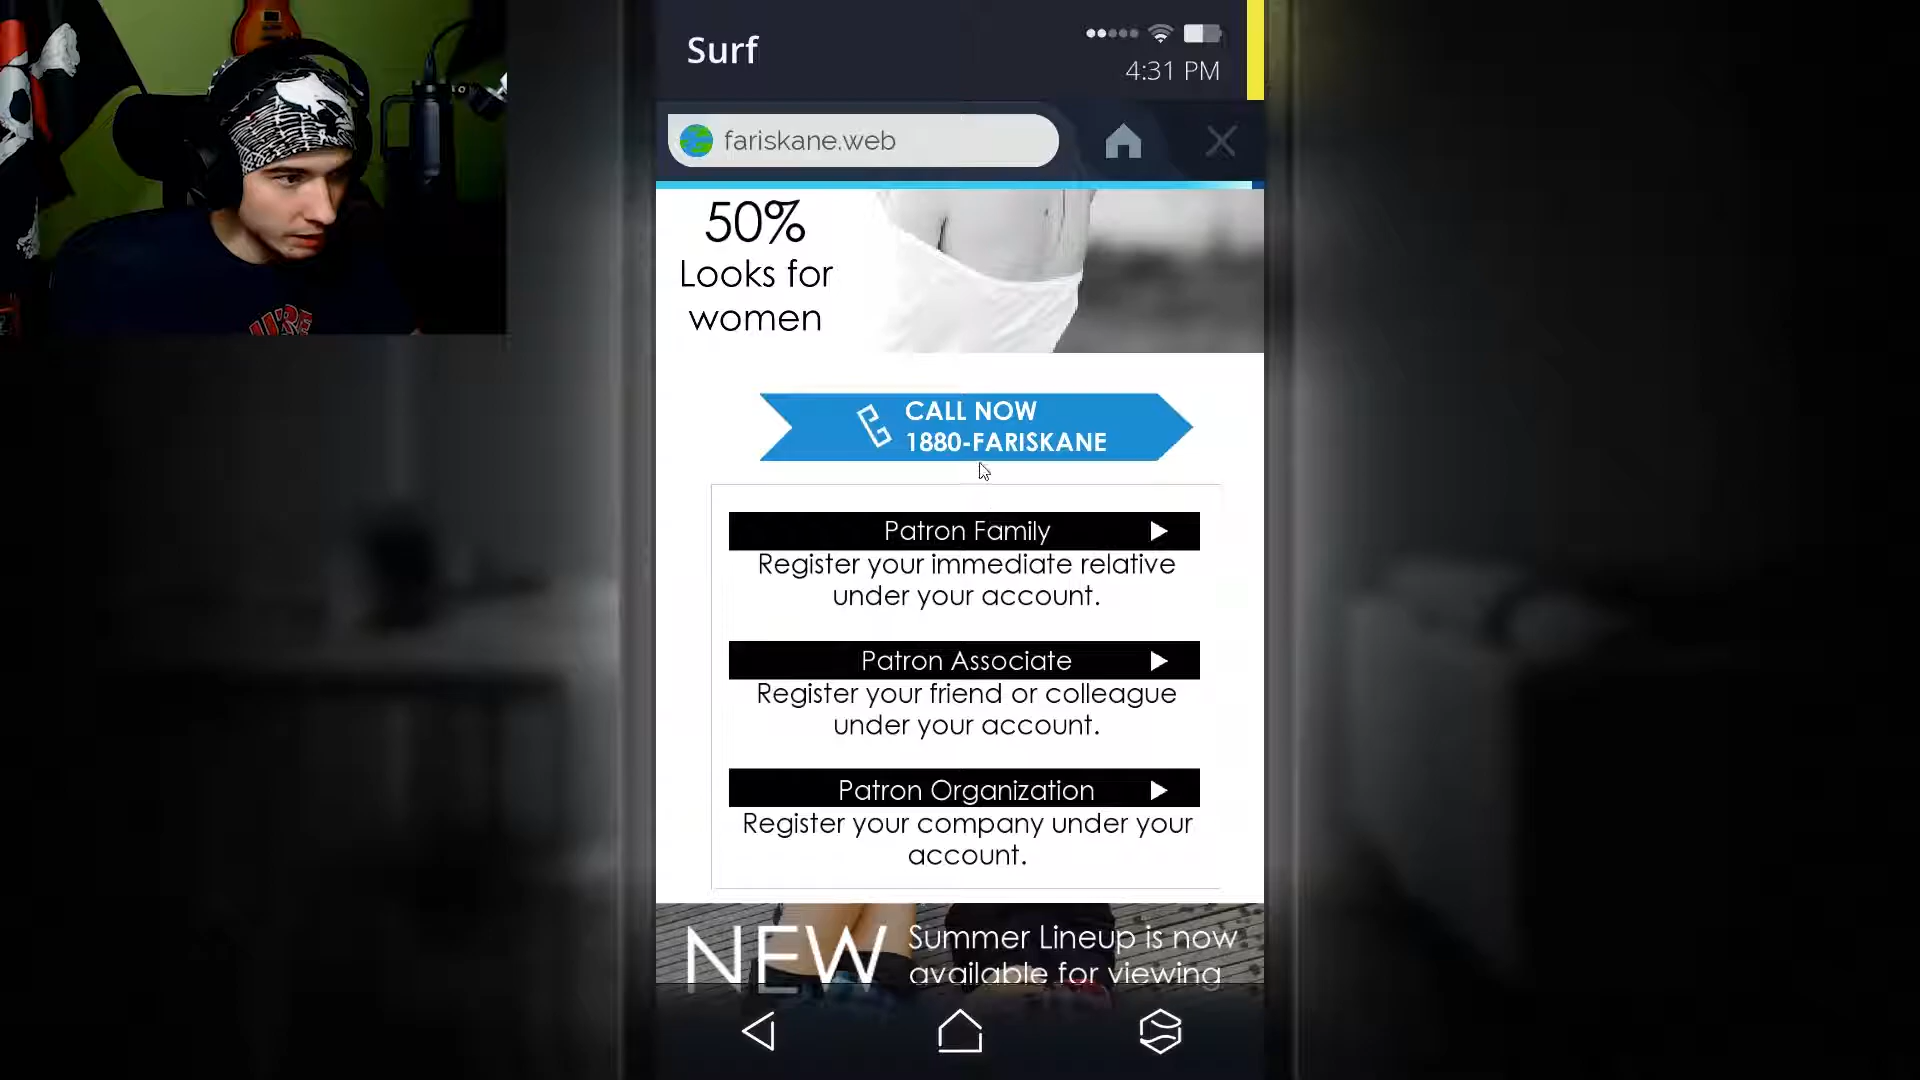 Surf
4:31 PM
fariskane.web
50%
Looks for
women
CALL NOW
1880-FARISKANE
Patron Family
Register your immediate relative
under your account.
Patron Associate
Register your friend or colleague
under your account.
Patron Organization
Register your company under your
account.
NEW
Summer Lineup is now
available for viewing